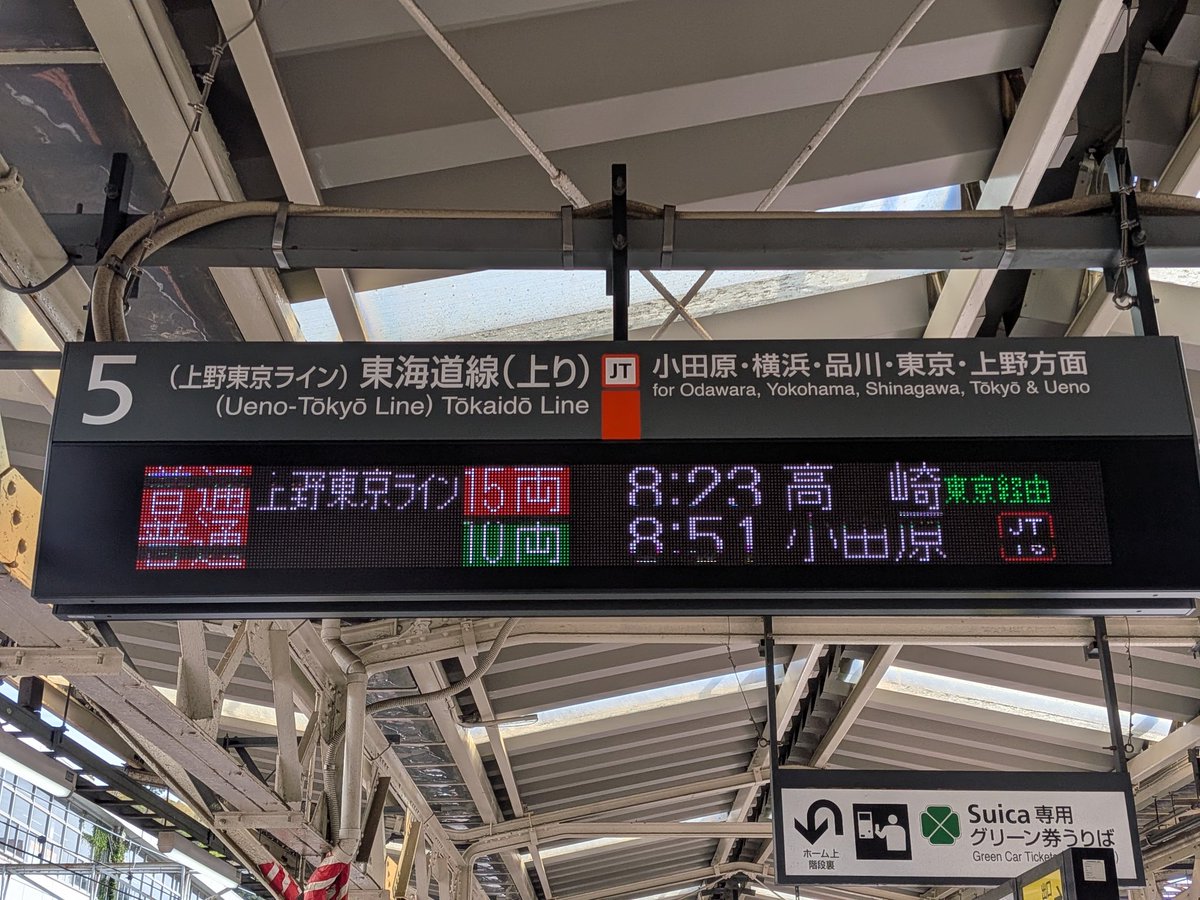 5
(上野東京ライン) 東海道線(上り)
(Ueno-Tōkyō Line) Tōkaidō Line
JT
小田原・横浜・品川・東京・上野方面
for Odawara, Yokohama, Shinagawa, Tōkyō & Ueno
普通 上野東京ライン 15両 8:23 高 崎 東京経由
10両 8:51 小田原 JT
ホーム上
階段裏
Suica専用
グリーン券うりば
Green Car